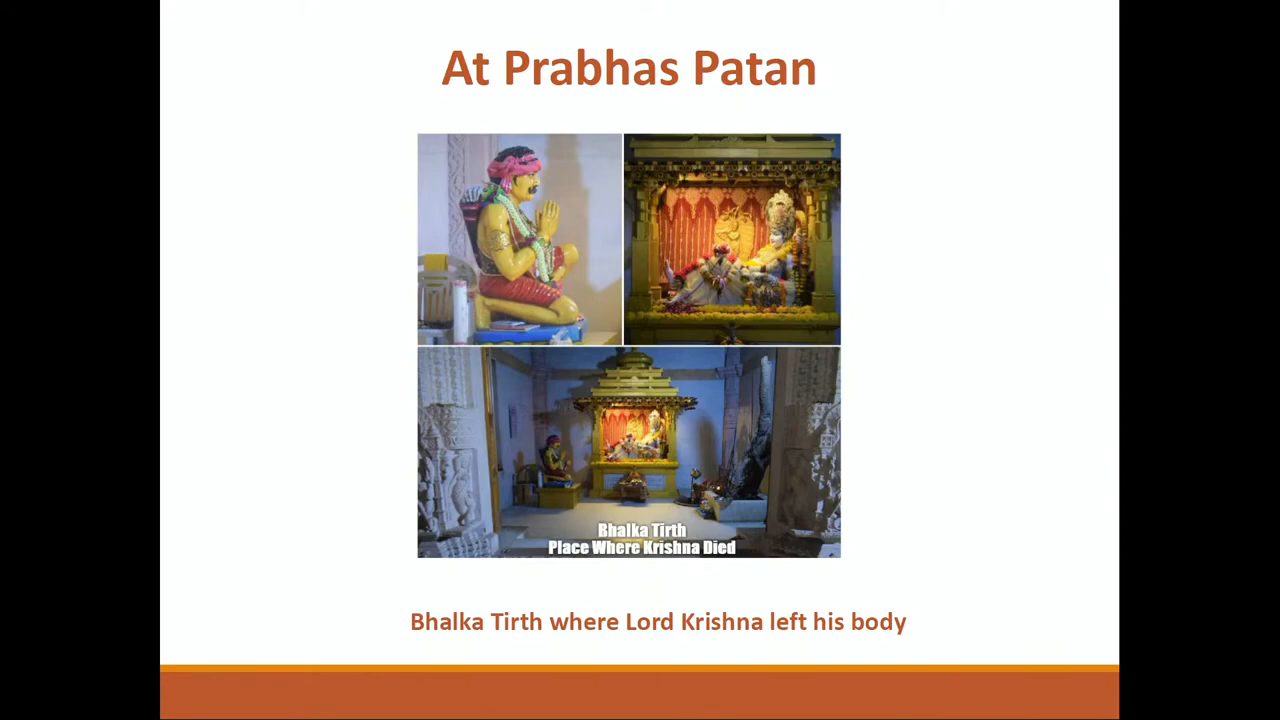 At Prabhas Patan
Bhalka Tirth
Place Where Krishna Died
Bhalka Tirth where Lord Krishna left his body